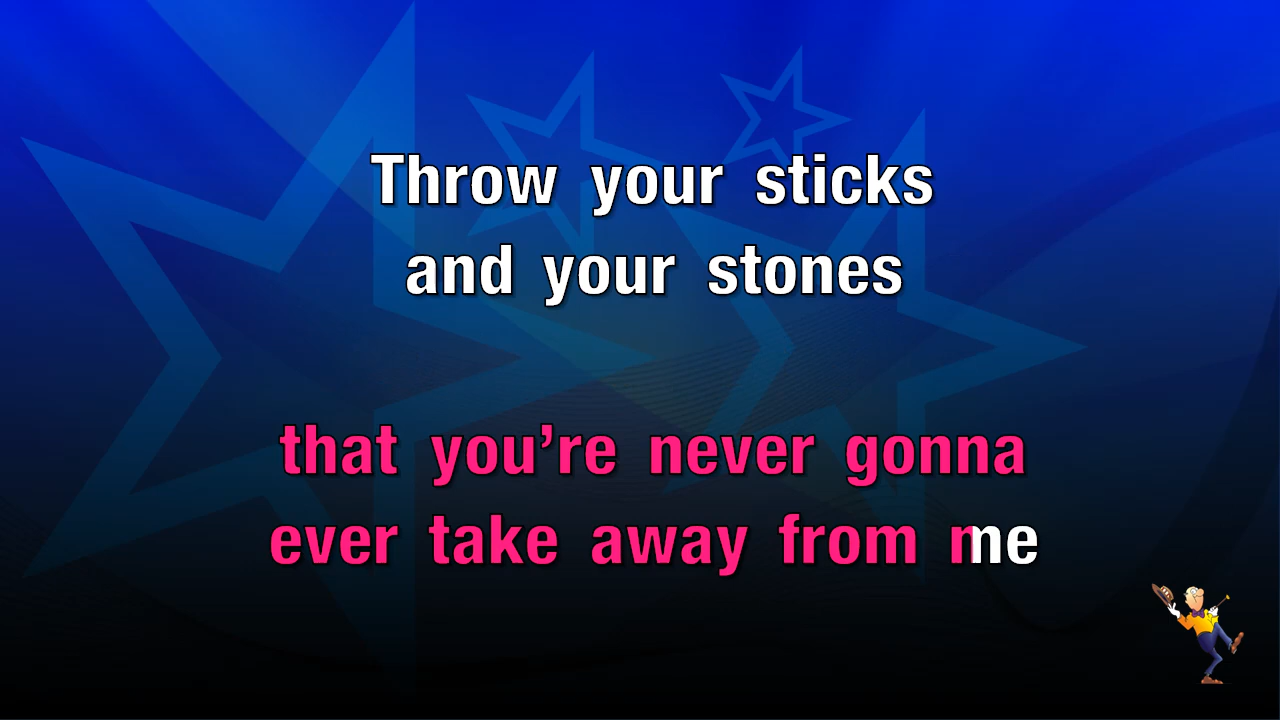 Throw your sticks
and your stones
that you’re never gonna
ever take away from me